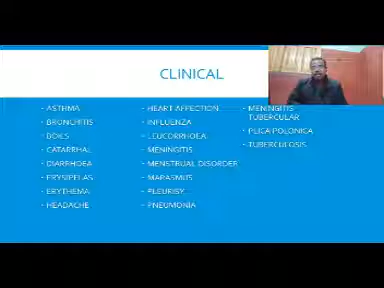 CLINICAL
- ASTHMA
- BRONCHITIS
- BOILS
- CATARRHAL
- DIARRHOEA
- ERYSIPELAS
- ERYTHEMA
- HEADACHE
- HEART AFFECTION
- INFLUENZA
- LEUCORRHOEA
- MENINGITIS
- MENSTRUAL DISORDER
- MARASMUS
- PLEURISY
- PNEUMONIA
- MENINGITIS
TUBERCULAR
- PLICA POLONICA
- TUBERCULOSIS